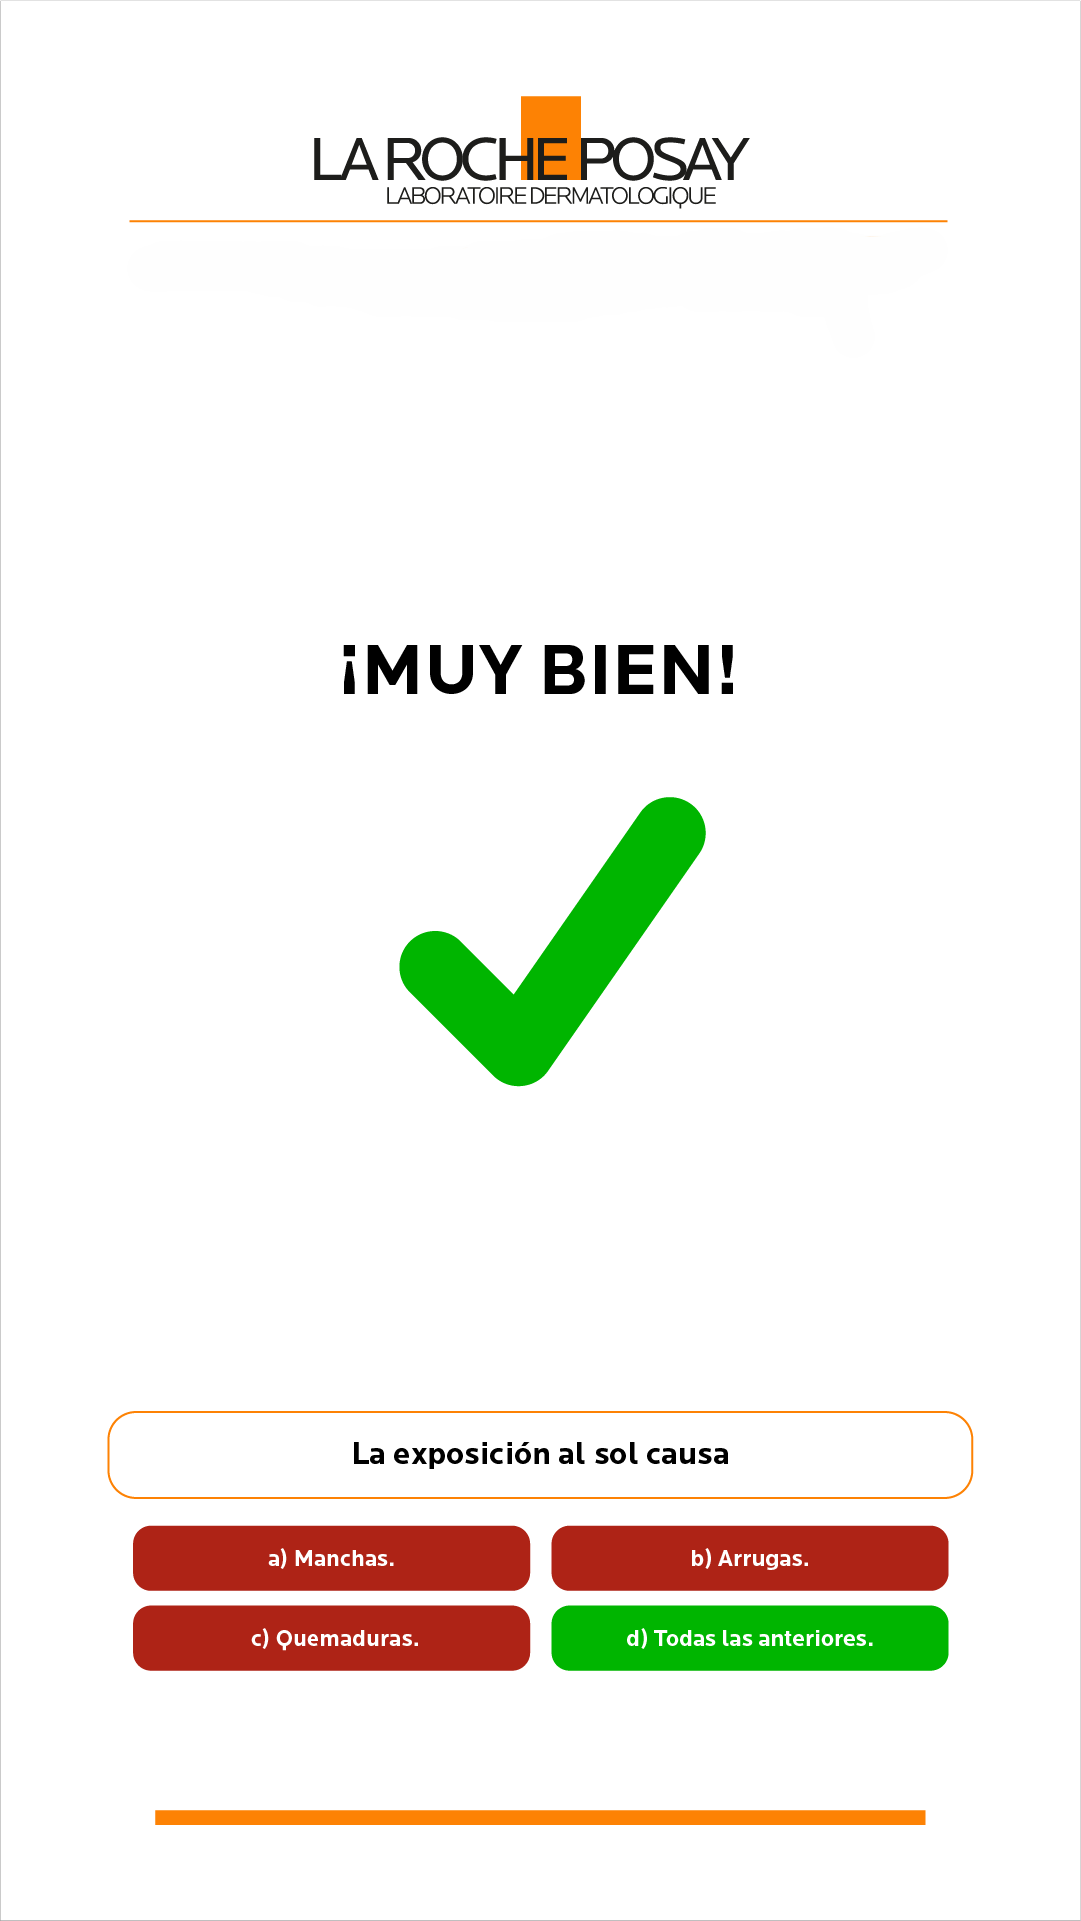 LA ROCHE POSAY
LABORATOIRE DERMATOLOGIQUE
¡MUY BIEN!
La exposición al sol causa
a) Manchas.
b) Arrugas.
c) Quemaduras.
d) Todas las anteriores.